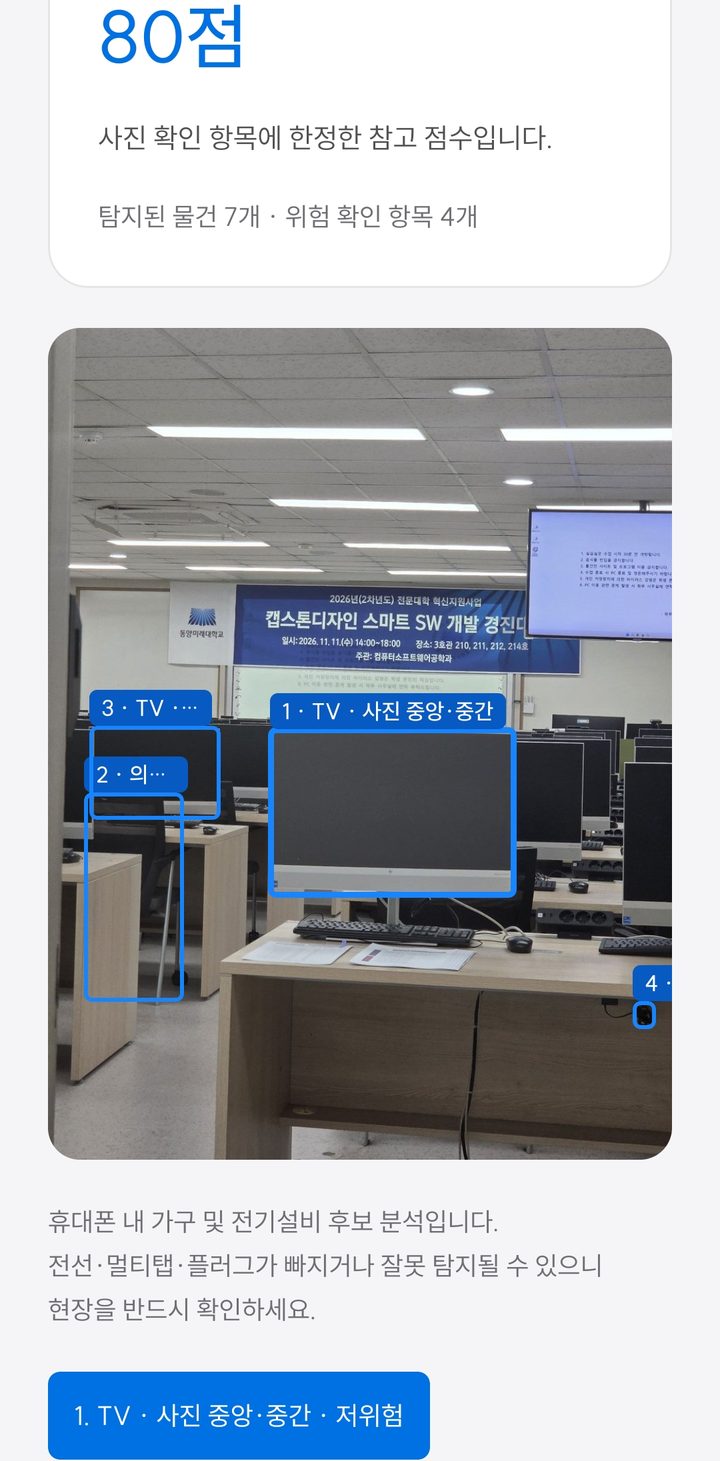 80점
사진 확인 항목에 한정한 참고 점수입니다.
탐지된 물건 7개 · 위험 확인 항목 4개
2026년(2차년도) 전문대학 혁신지원사업
동양미래대학교
캡스톤디자인 스마트 SW 개발 경진대
일시: 2026. 11. 11.(수) 14:00~18:00 장소: 3호관 210, 211, 212, 214호
주관: 컴퓨터소프트웨어공학과
3 · TV · …
1 · TV · 사진 중앙·중간
2 · 의…
4 ·
휴대폰 내 가구 및 전기설비 후보 분석입니다.
전선·멀티탭·플러그가 빠지거나 잘못 탐지될 수 있으니
현장을 반드시 확인하세요.
1. TV · 사진 중앙·중간 · 저위험